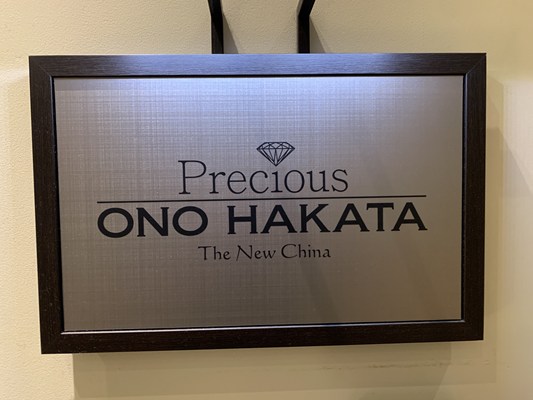 Precious
ONO HAKATA
The New China